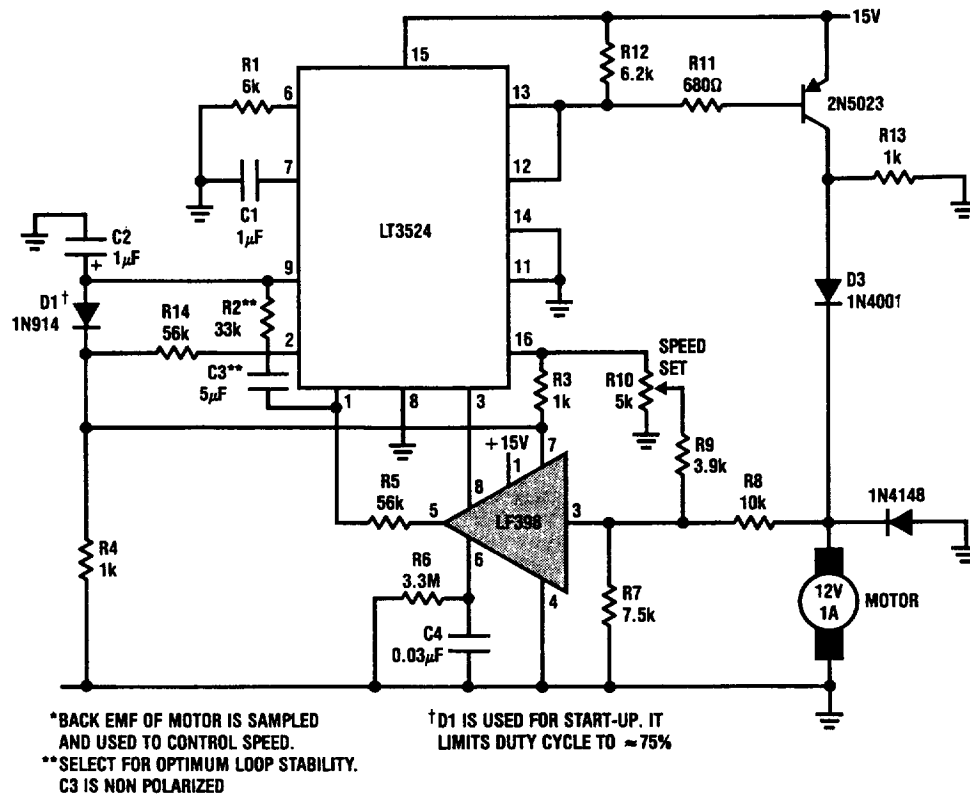 15V
R12
6.2k
R11
680Ω
15
R1
6k
6
13
2N5023
R13
1k
7
12
C1
1µF
LT3524
14
C2
1µF
+
9
11
D1†
1N914
R14
56k
R2**
33k
D3
1N4001
2
16
SPEED
SET
C3**
5µF
R3
1k
R10
5k
1
8
3
+15V
7
R9
3.9k
1
R5
56k
8
R8
10k
1N4148
5
LF398
3
R4
1k
6
R6
3.3M
4
R7
7.5k
12V
1A
MOTOR
C4
0.03µF
*BACK EMF OF MOTOR IS SAMPLED
AND USED TO CONTROL SPEED.
**SELECT FOR OPTIMUM LOOP STABILITY.
C3 IS NON POLARIZED
†D1 IS USED FOR START-UP. IT
LIMITS DUTY CYCLE TO ≈75%